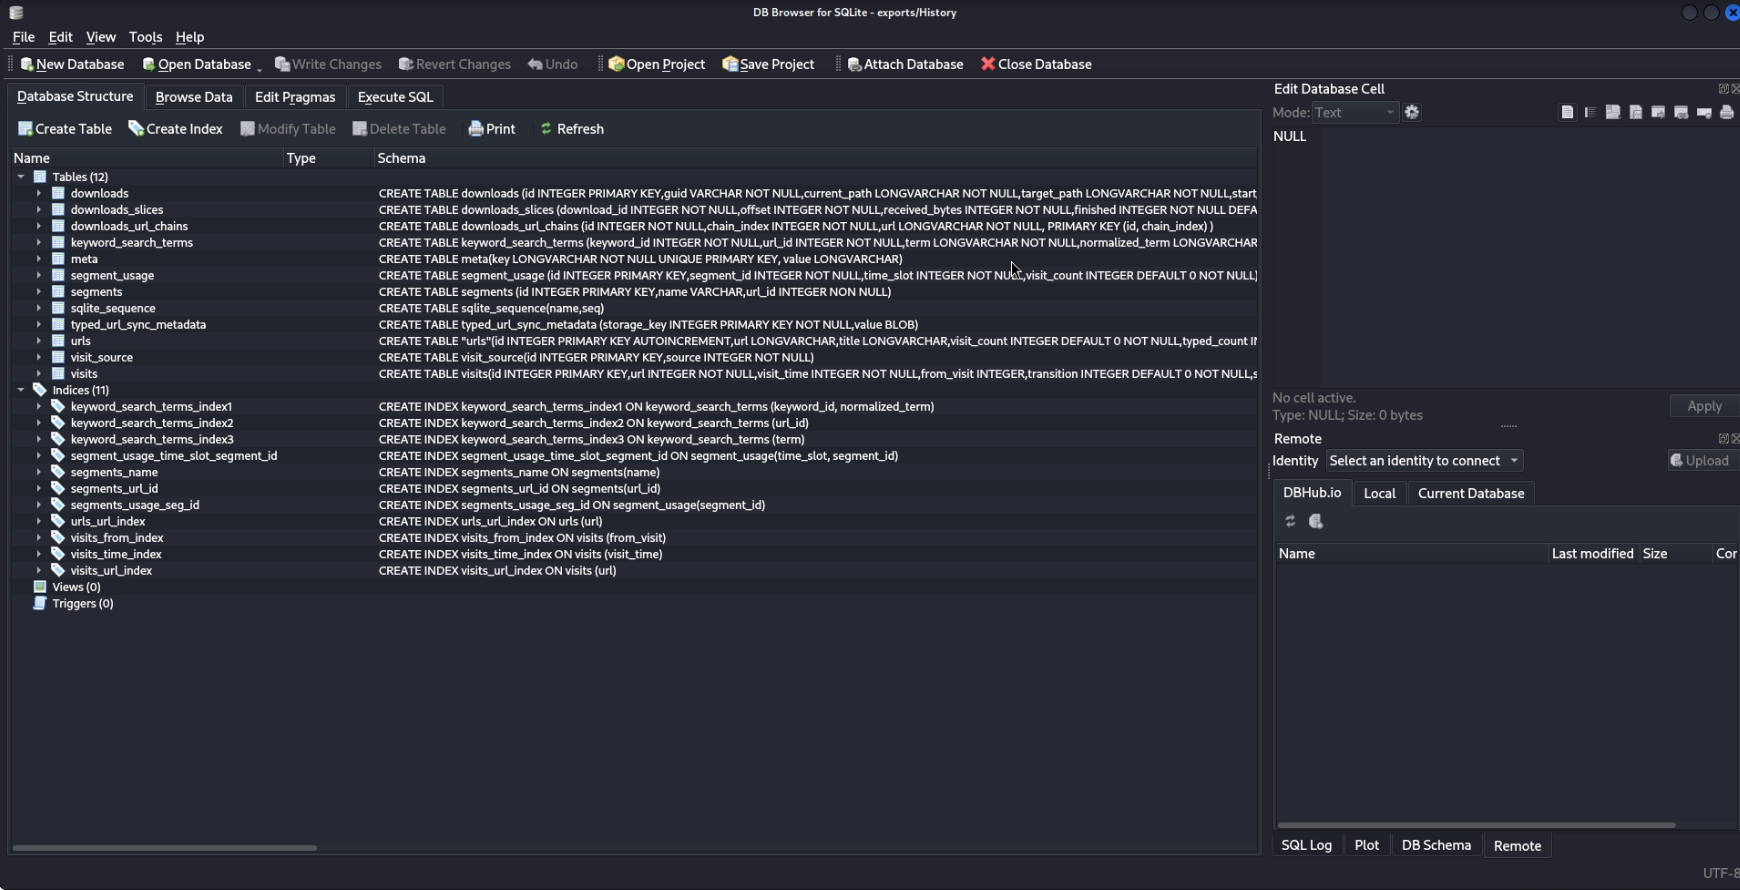 DB Browser for SQLite - exports/History
File Edit View Tools Help
New Database Open Database Write Changes Revert Changes Undo Open Project Save Project Attach Database Close Database
Database Structure Browse Data Edit Pragmas Execute SQL
Create Table Create Index Modify Table Delete Table Print Refresh
Name Type Schema
Tables (12)
downloads CREATE TABLE downloads (id INTEGER PRIMARY KEY,guid VARCHAR NOT NULL,current_path LONGVARCHAR NOT NULL,target_path LONGVARCHAR NOT NULL,start
downloads_slices CREATE TABLE downloads_slices (download_id INTEGER NOT NULL,offset INTEGER NOT NULL,received_bytes INTEGER NOT NULL,finished INTEGER NOT NULL DEFA
downloads_url_chains CREATE TABLE downloads_url_chains (id INTEGER NOT NULL,chain_index INTEGER NOT NULL,url LONGVARCHAR NOT NULL, PRIMARY KEY (id, chain_index) )
keyword_search_terms CREATE TABLE keyword_search_terms (keyword_id INTEGER NOT NULL,url_id INTEGER NOT NULL,term LONGVARCHAR NOT NULL,normalized_term LONGVARCHAR
meta CREATE TABLE meta(key LONGVARCHAR NOT NULL UNIQUE PRIMARY KEY, value LONGVARCHAR)
segment_usage CREATE TABLE segment_usage (id INTEGER PRIMARY KEY,segment_id INTEGER NOT NULL,time_slot INTEGER NOT NULL,visit_count INTEGER DEFAULT 0 NOT NULL)
segments CREATE TABLE segments (id INTEGER PRIMARY KEY,name VARCHAR,url_id INTEGER NON NULL)
sqlite_sequence CREATE TABLE sqlite_sequence(name,seq)
typed_url_sync_metadata CREATE TABLE typed_url_sync_metadata (storage_key INTEGER PRIMARY KEY NOT NULL,value BLOB)
urls CREATE TABLE "urls"(id INTEGER PRIMARY KEY AUTOINCREMENT,url LONGVARCHAR,title LONGVARCHAR,visit_count INTEGER DEFAULT 0 NOT NULL,typed_count IN
visit_source CREATE TABLE visit_source(id INTEGER PRIMARY KEY,source INTEGER NOT NULL)
visits CREATE TABLE visits(id INTEGER PRIMARY KEY,url INTEGER NOT NULL,visit_time INTEGER NOT NULL,from_visit INTEGER,transition INTEGER DEFAULT 0 NOT NULL,s
Indices (11)
keyword_search_terms_index1 CREATE INDEX keyword_search_terms_index1 ON keyword_search_terms (keyword_id, normalized_term)
keyword_search_terms_index2 CREATE INDEX keyword_search_terms_index2 ON keyword_search_terms (url_id)
keyword_search_terms_index3 CREATE INDEX keyword_search_terms_index3 ON keyword_search_terms (term)
segment_usage_time_slot_segment_id CREATE INDEX segment_usage_time_slot_segment_id ON segment_usage(time_slot, segment_id)
segments_name CREATE INDEX segments_name ON segments(name)
segments_url_id CREATE INDEX segments_url_id ON segments(url_id)
segments_usage_seg_id CREATE INDEX segments_usage_seg_id ON segment_usage(segment_id)
urls_url_index CREATE INDEX urls_url_index ON urls (url)
visits_from_index CREATE INDEX visits_from_index ON visits (from_visit)
visits_time_index CREATE INDEX visits_time_index ON visits (visit_time)
visits_url_index CREATE INDEX visits_url_index ON visits (url)
Views (0)
Triggers (0)
Edit Database Cell
Mode: Text
NULL
No cell active.
Type: NULL; Size: 0 bytes
Apply
Remote
Identity Select an identity to connect Upload
DBHub.io Local Current Database
Name Last modified Size Cor
SQL Log Plot DB Schema Remote
UTF-8